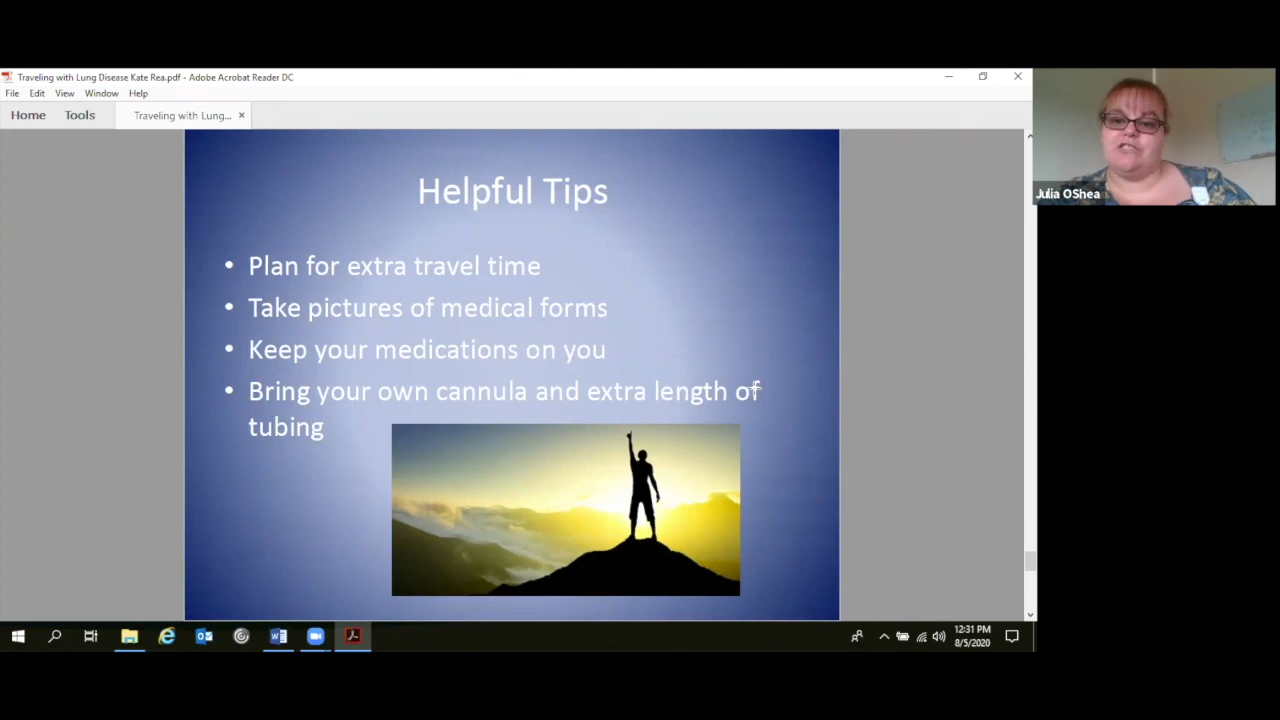 Traveling with Lung Disease Kate Rea.pdf - Adobe Acrobat Reader DC
File Edit View Window Help
Home Tools Traveling with Lung...
Helpful Tips
• Plan for extra travel time
• Take pictures of medical forms
• Keep your medications on you
• Bring your own cannula and extra length of
tubing
Julia OShea
12:31 PM
8/5/2020